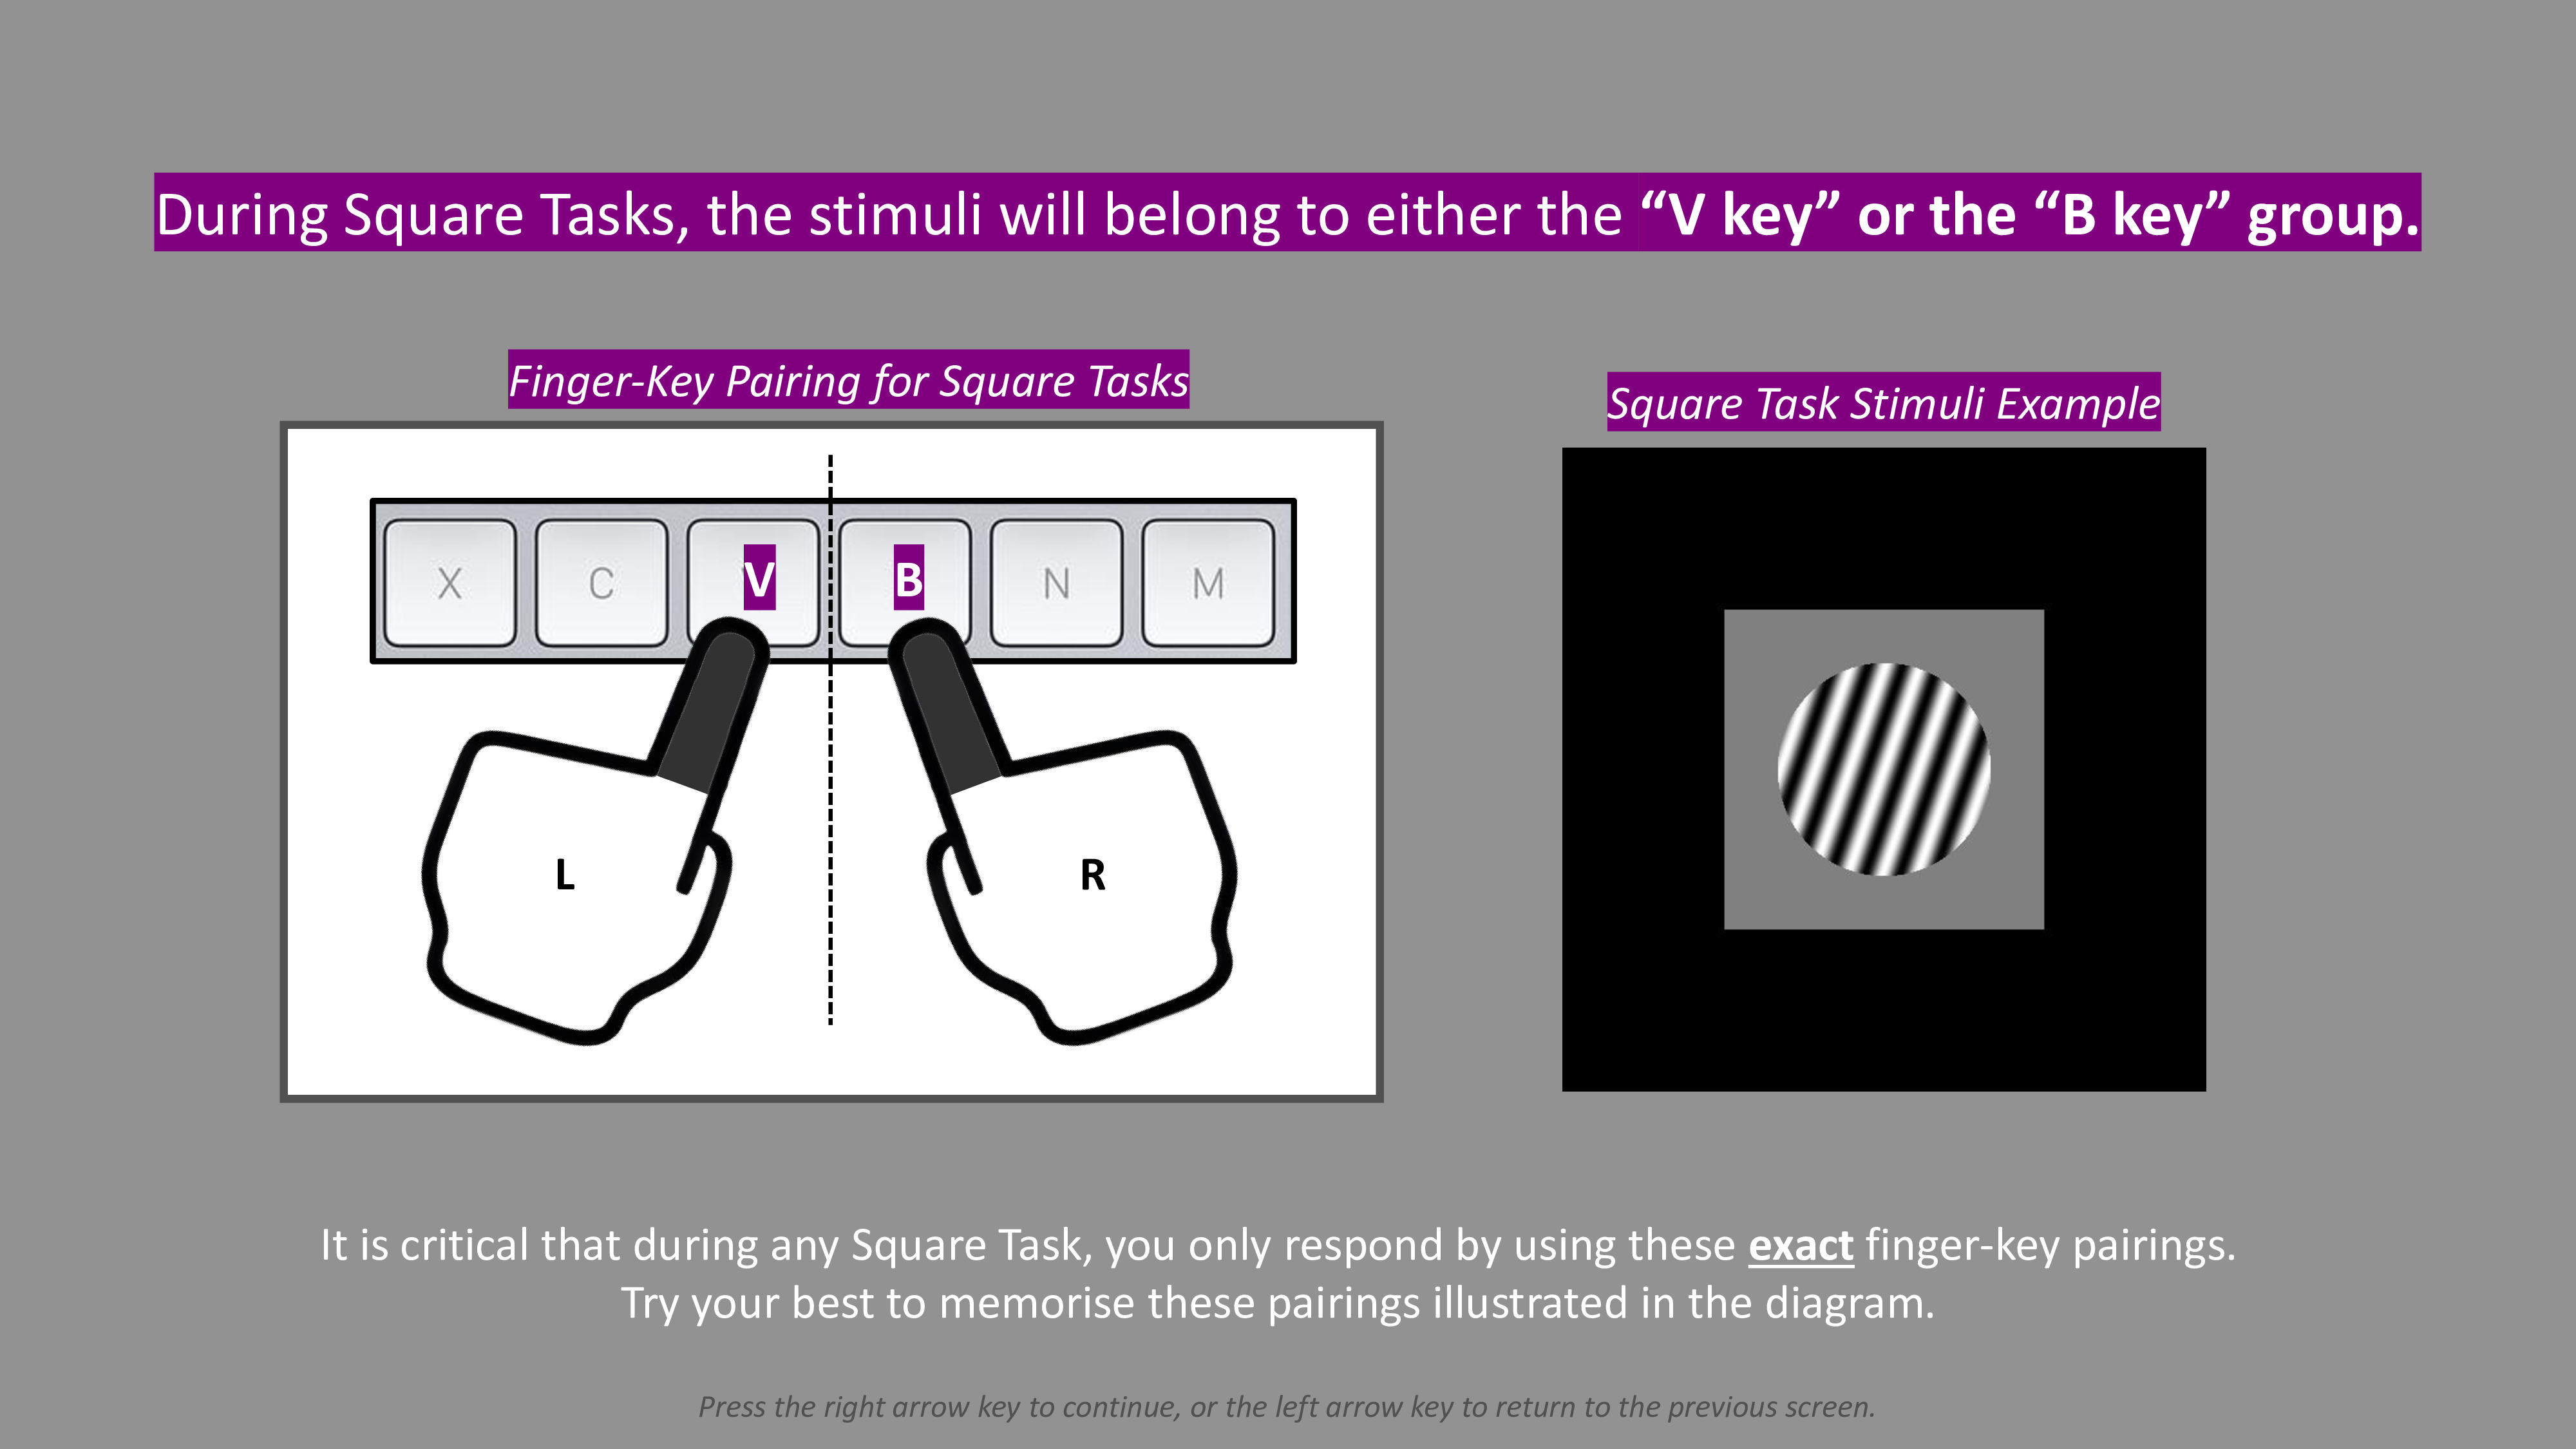 During Square Tasks, the stimuli will belong to either the “V key” or the “B key” group.
Finger-Key Pairing for Square Tasks
Square Task Stimuli Example
X C V B N M
L R
It is critical that during any Square Task, you only respond by using these exact finger-key pairings.
Try your best to memorise these pairings illustrated in the diagram.
Press the right arrow key to continue, or the left arrow key to return to the previous screen.